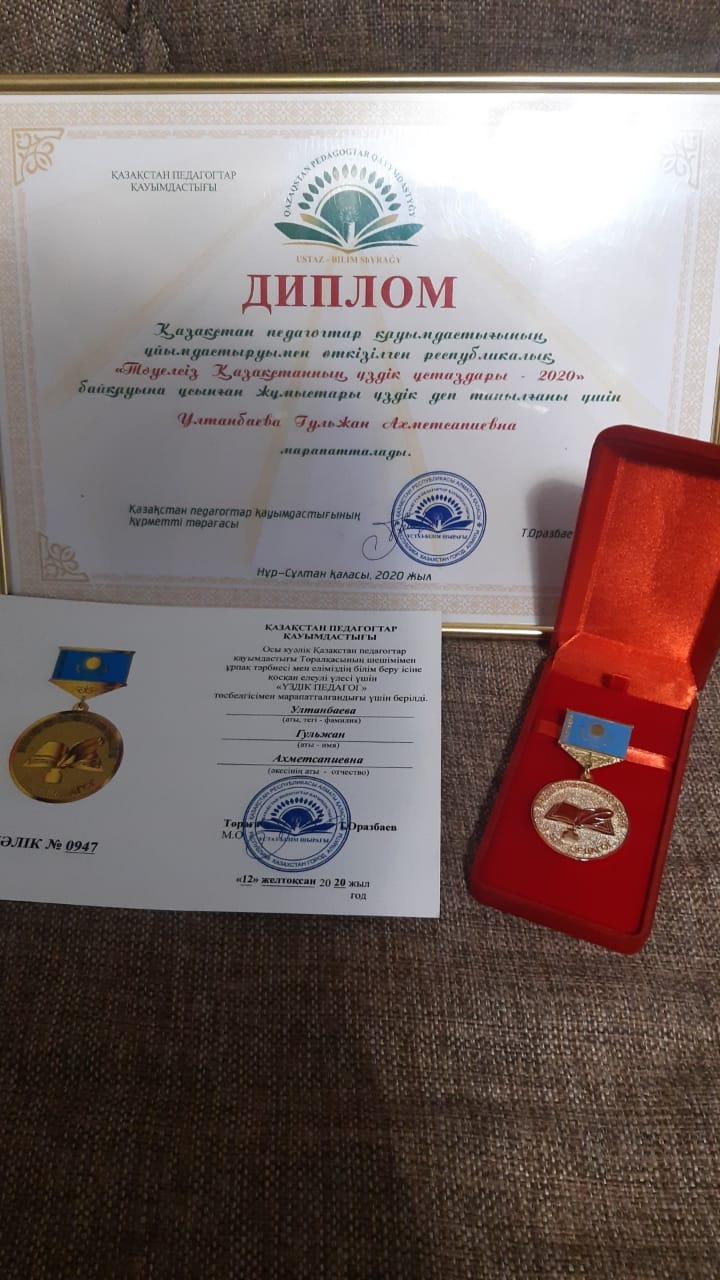 ҚАЗАҚСТАН ПЕДАГОГТАР
ҚАУЫМДАСТЫҒЫ
QAZAQSTAN PEDAGOGTAR QAÝYMDASTYǴY
USTAZ - BILIM ShYRAǴY
ДИПЛОМ
Қазақстан педагогтар қауымдастығының
ұйымдастыруымен өткізілген республикалық
«Тәуелсіз Қазақстанның үздік ұстаздары - 2020»
байқауына ұсынған жұмыстары үздік деп танылғаны үшін
Ултанбаева Гульжан Ахметсапиевна
марапатталады.
Қазақстан педагогтар қауымдастығының
құрметті төрағасы
Т.Оразбае
Нұр-Сұлтан қаласы, 2020 жыл
ҚАЗАҚСТАН ПЕДАГОГТАР
ҚАУЫМДАСТЫҒЫ
Осы куәлік Қазақстан педагогтар
қауымдастығы Төралқасының шешімімен
ұрпақ тәрбиесі мен еліміздің білім беру ісіне
қосқан елеулі үлесі үшін
«ҮЗДІК ПЕДАГОГ»
төсбелгісімен марапатталғандығы үшін берілді.
Ултанбаева
(аты, тегі - фамилия)
Гульжан
(аты - имя)
Ахметсапиевна
(әкесінің аты - отчество)
Төраға
Т.Оразбаев
М.О.
ӘЛІК № 0947
«12» желтоқсан 20 20 жыл
год